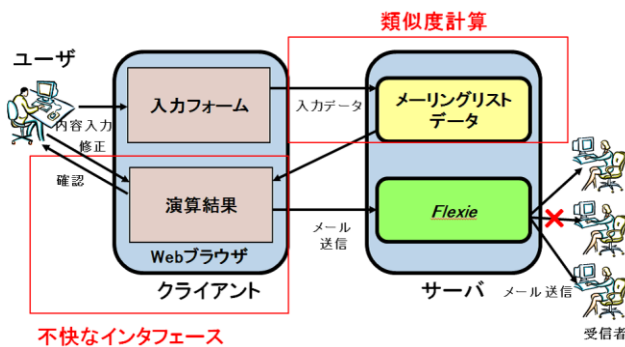 類似度計算
ユーザ
入力フォーム
入力データ
メーリングリスト
データ
内容入力
修正
確認
演算結果
メール
送信
Flexie
Webブラウザ
クライアント
サーバ
メール送信
受信者
不快なインタフェース